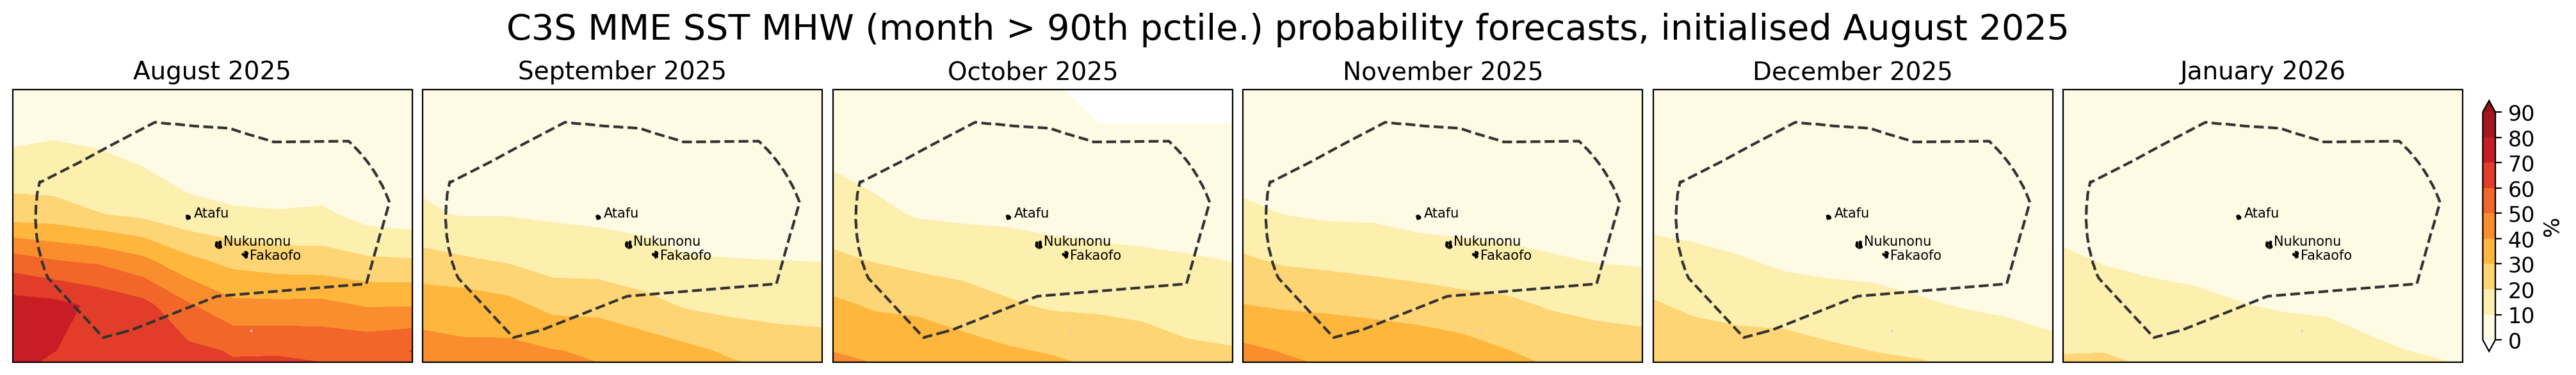 C3S MME SST MHW (month > 90th pctile.) probability forecasts, initialised August 2025
August 2025
September 2025
October 2025
November 2025
December 2025
January 2026
Atafu
Nukunonu
Fakaofo
Atafu
Nukunonu
Fakaofo
Atafu
Nukunonu
Fakaofo
Atafu
Nukunonu
Fakaofo
Atafu
Nukunonu
Fakaofo
Atafu
Nukunonu
Fakaofo
90
80
70
60
50
40
30
20
10
0
%